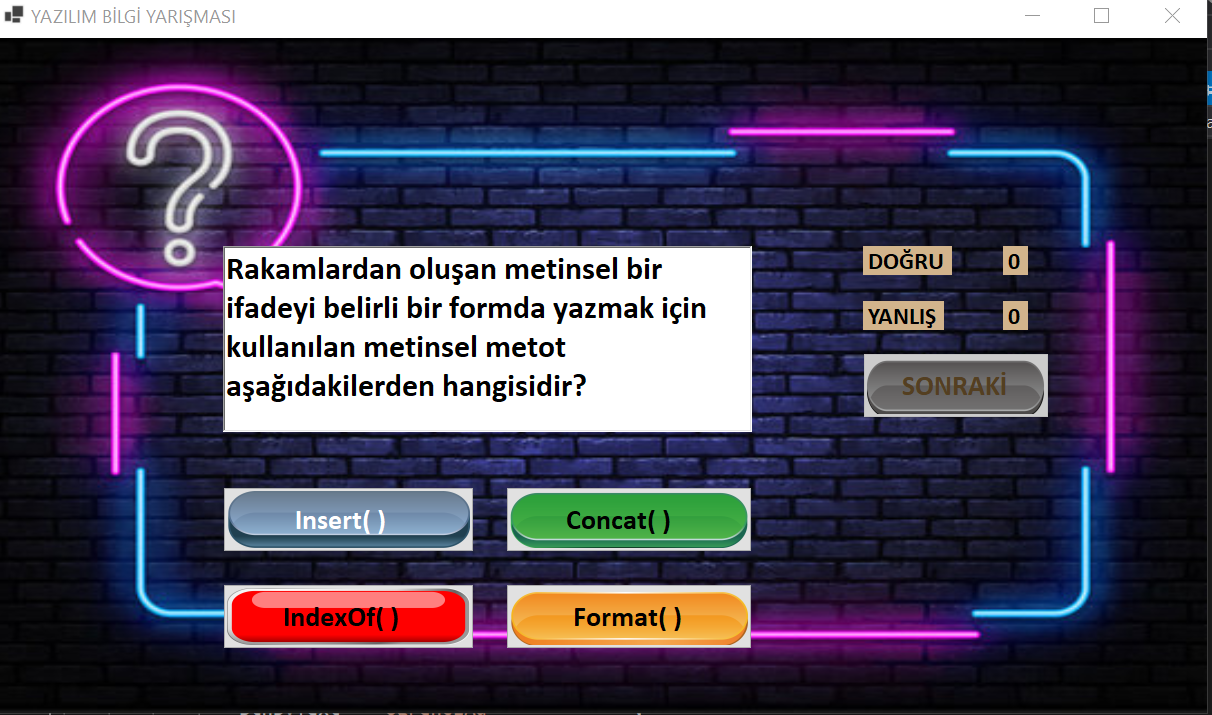 YAZILIM BİLGİ YARIŞMASI
Rakamlardan oluşan metinsel bir
ifadeyi belirli bir formda yazmak için
kullanılan metinsel metot
aşağıdakilerden hangisidir?
DOĞRU 0
YANLIŞ 0
SONRAKİ
Insert( ) Concat( )
IndexOf( ) Format( )